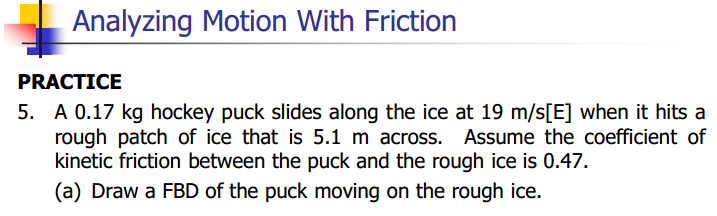 Analyzing Motion With Friction
PRACTICE
5. A 0.17 kg hockey puck slides along the ice at 19 m/s[E] when it hits a
rough patch of ice that is 5.1 m across. Assume the coefficient of
kinetic friction between the puck and the rough ice is 0.47.
(a) Draw a FBD of the puck moving on the rough ice.